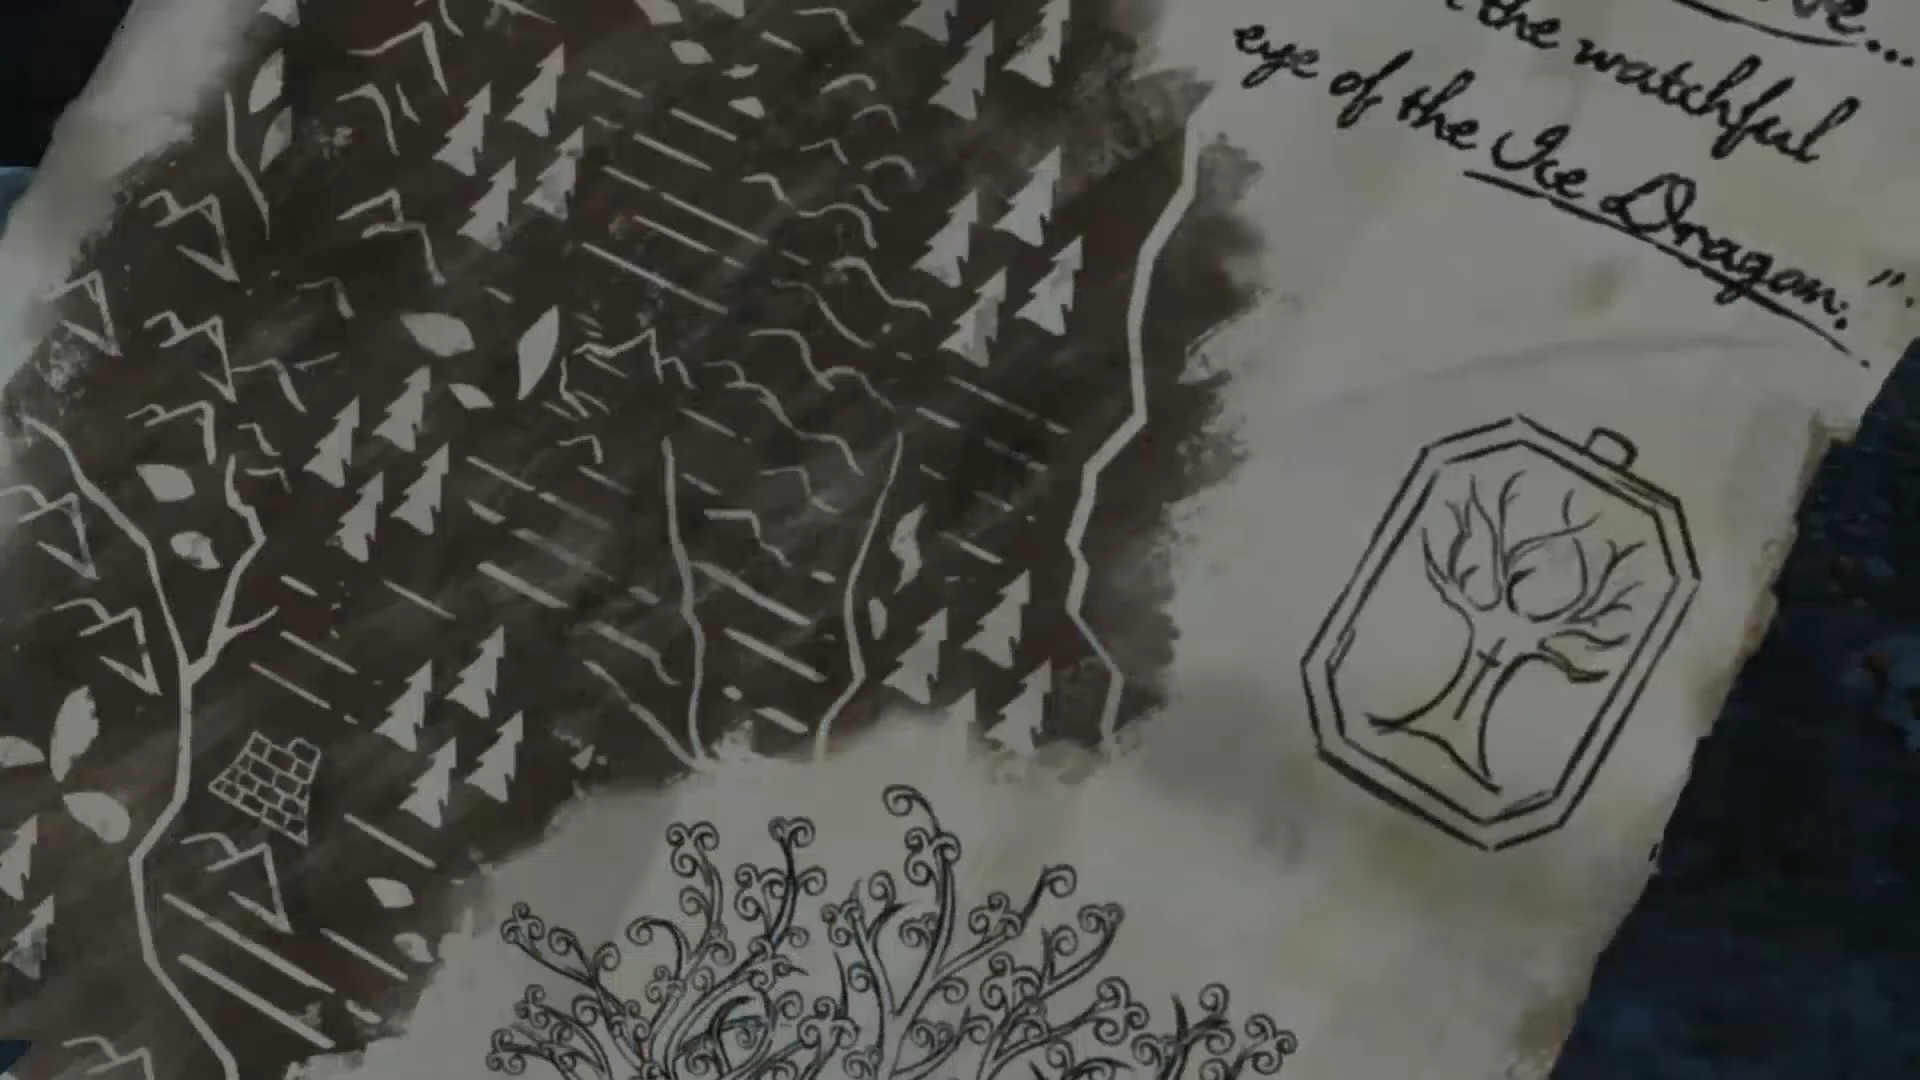 the watchful
eye of the Ice Dragon."